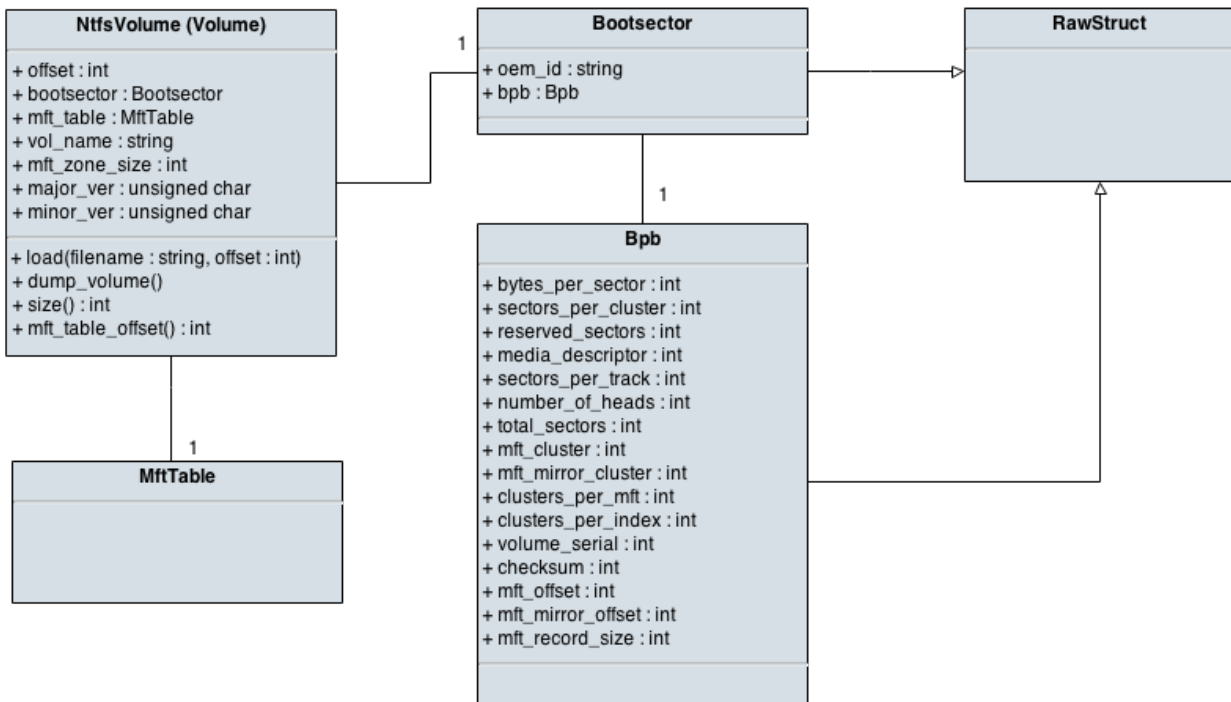 NtfsVolume (Volume)
+ offset : int
+ bootsector : Bootsector
+ mft_table : MftTable
+ vol_name : string
+ mft_zone_size : int
+ major_ver : unsigned char
+ minor_ver : unsigned char
+ load(filename : string, offset : int)
+ dump_volume()
+ size() : int
+ mft_table_offset() : int
1
Bootsector
+ oem_id : string
+ bpb : Bpb
RawStruct
1
Bpb
+ bytes_per_sector : int
+ sectors_per_cluster : int
+ reserved_sectors : int
+ media_descriptor : int
+ sectors_per_track : int
+ number_of_heads : int
+ total_sectors : int
+ mft_cluster : int
+ mft_mirror_cluster : int
+ clusters_per_mft : int
+ clusters_per_index : int
+ volume_serial : int
+ checksum : int
+ mft_offset : int
+ mft_mirror_offset : int
+ mft_record_size : int
1
MftTable